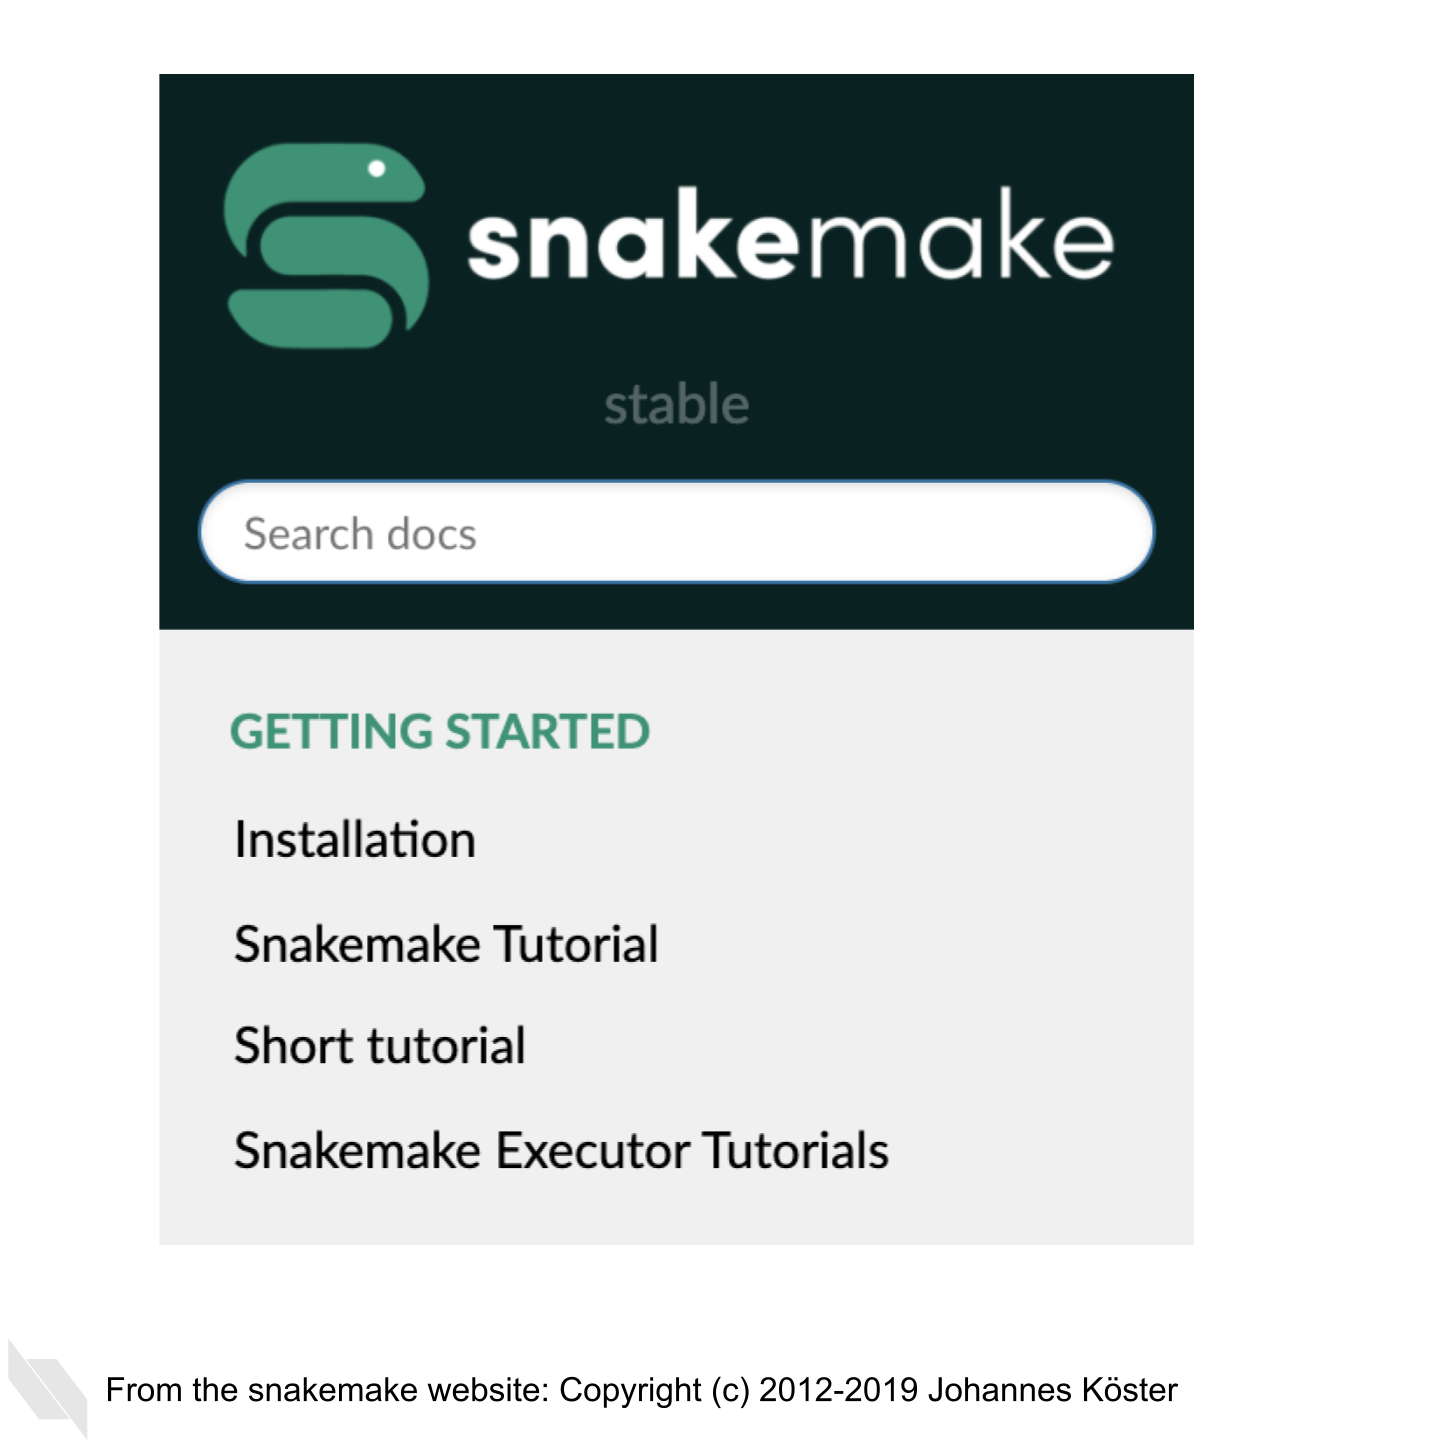 snakemake
stable
Search docs
GETTING STARTED
Installation
Snakemake Tutorial
Short tutorial
Snakemake Executor Tutorials
From the snakemake website: Copyright (c) 2012-2019 Johannes Köster